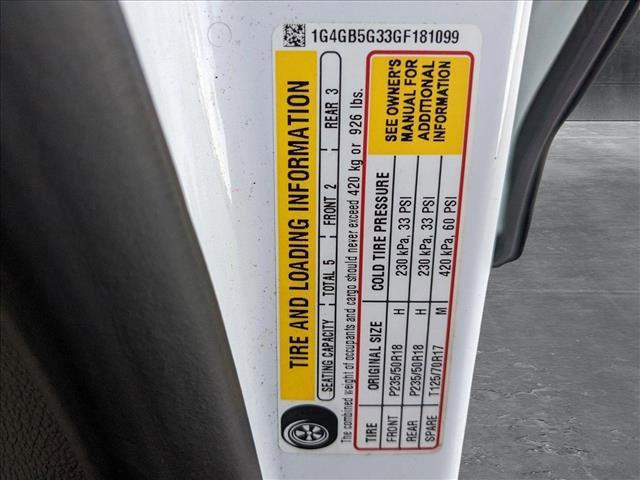 1G4GB5G33GF181099
TIRE AND LOADING INFORMATION
SEATING CAPACITY TOTAL 5 FRONT 2 REAR 3
The combined weight of occupants and cargo should never exceed 420 kg or 926 lbs.
TIRE ORIGINAL SIZE COLD TIRE PRESSURE
FRONT P235/50R18 H 230 kPa, 33 PSI
REAR P235/50R18 H 230 kPa, 33 PSI
SPARE T125/70R17 M 420 kPa, 60 PSI
SEE OWNER'S
MANUAL FOR
ADDITIONAL
INFORMATION